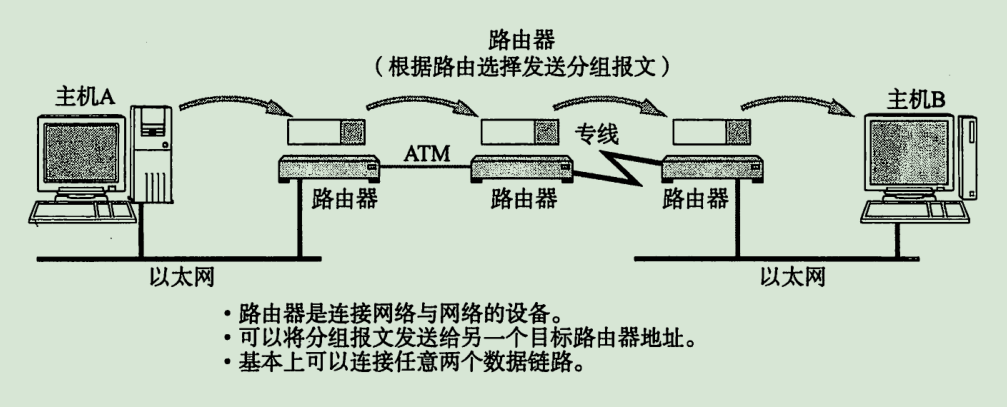 路由器
（根据路由选择发送分组报文）
主机A
主机B
专线
ATM
路由器
路由器
路由器
以太网
以太网
・路由器是连接网络与网络的设备。
・可以将分组报文发送给另一个目标路由器地址。
・基本上可以连接任意两个数据链路。